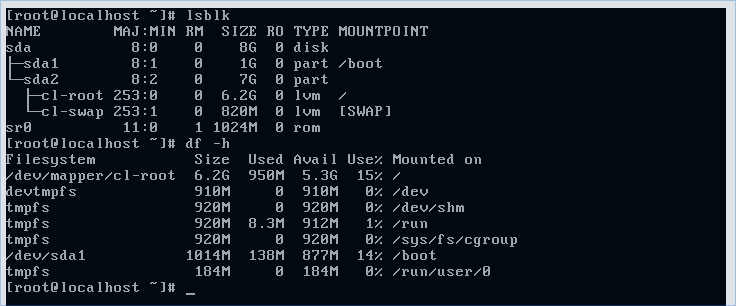 [root@localhost ~]# lsblk
NAME        MAJ:MIN RM  SIZE RO TYPE MOUNTPOINT
sda           8:0    0    8G  0 disk
├─sda1        8:1    0    1G  0 part /boot
└─sda2        8:2    0    7G  0 part
  ├─cl-root 253:0    0  6.2G  0 lvm  /
  └─cl-swap 253:1    0  820M  0 lvm  [SWAP]
sr0          11:0    1 1024M  0 rom
[root@localhost ~]# df -h
Filesystem           Size  Used Avail Use% Mounted on
/dev/mapper/cl-root  6.2G  950M  5.3G  15% /
devtmpfs             910M     0  910M   0% /dev
tmpfs                920M     0  920M   0% /dev/shm
tmpfs                920M  8.3M  912M   1% /run
tmpfs                920M     0  920M   0% /sys/fs/cgroup
/dev/sda1           1014M  138M  877M  14% /boot
tmpfs                184M     0  184M   0% /run/user/0
[root@localhost ~]# _